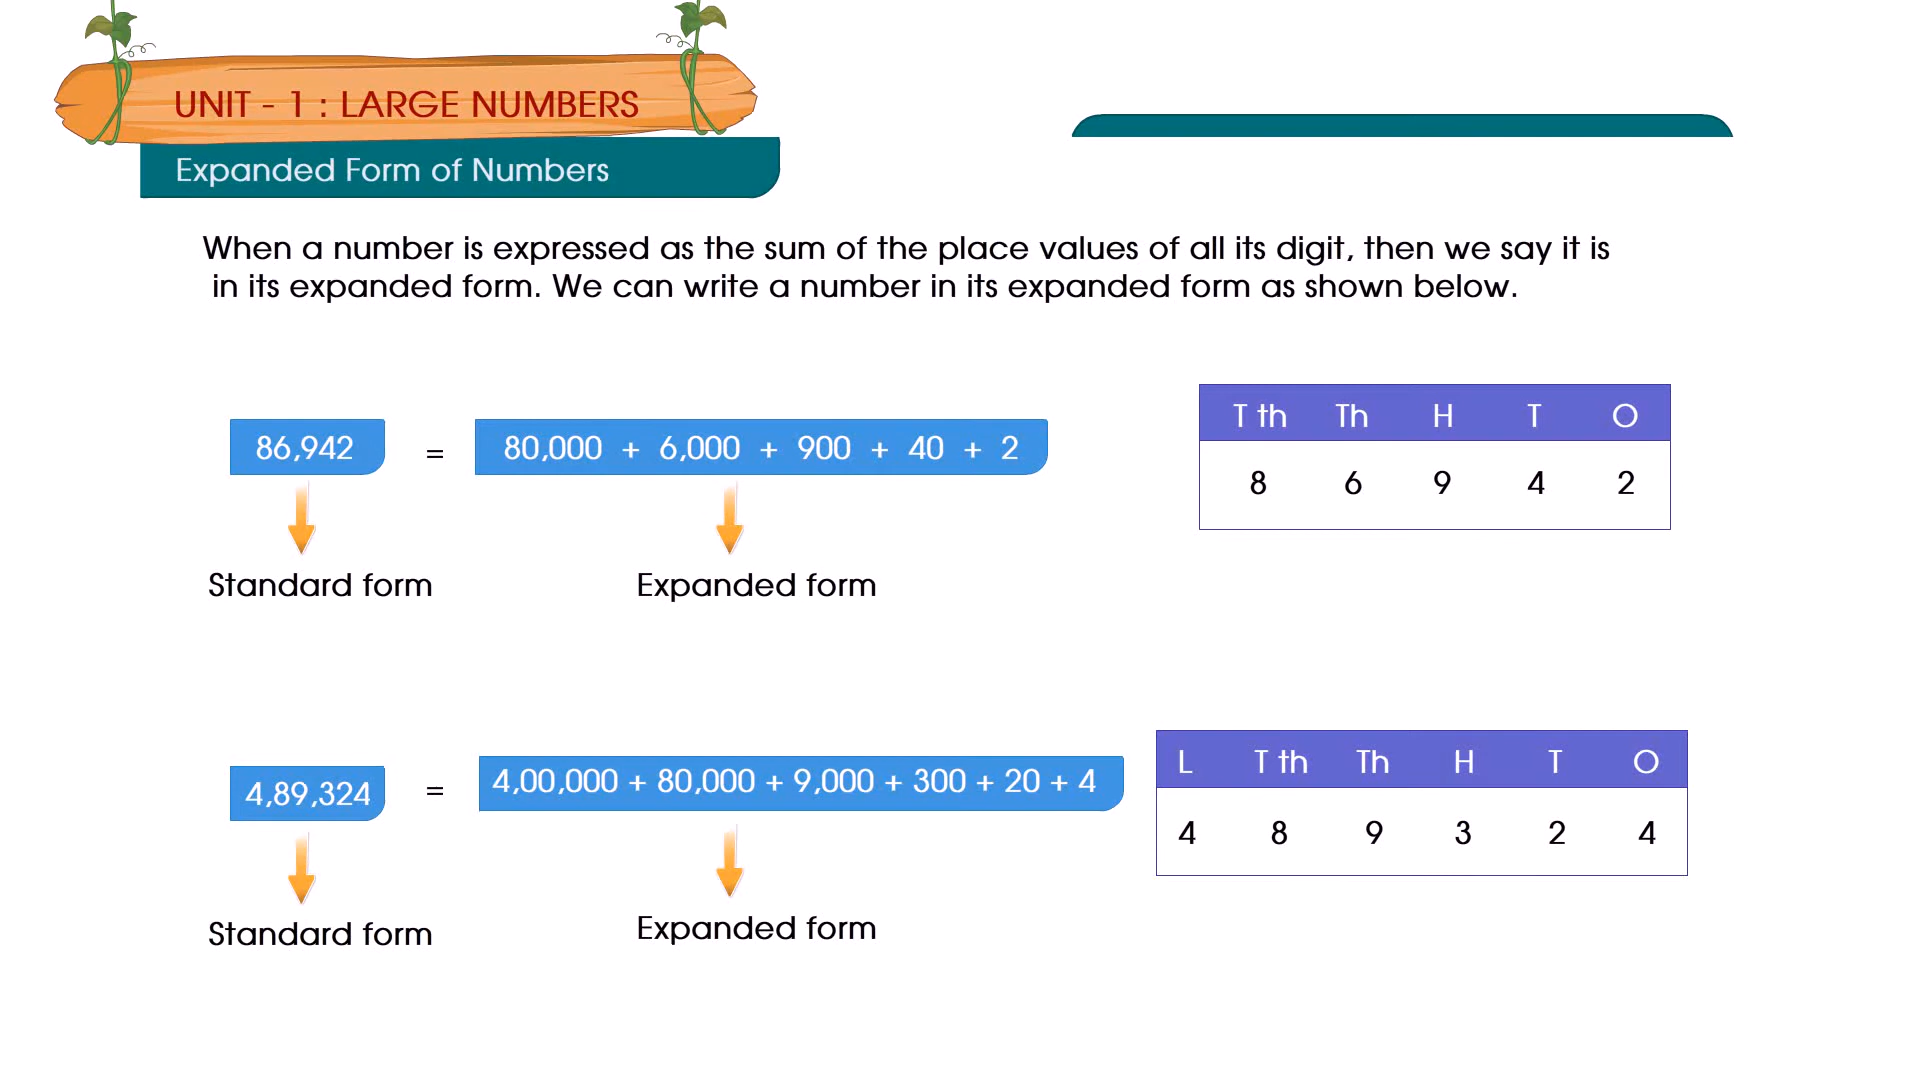 UNIT - 1 : LARGE NUMBERS
Expanded Form of Numbers
When a number is expressed as the sum of the place values of all its digit, then we say it is
in its expanded form. We can write a number in its expanded form as shown below.
86,942 = 80,000 + 6,000 + 900 + 40 + 2
Standard form Expanded form
T th Th H T O
8 6 9 4 2
4,89,324 = 4,00,000 + 80,000 + 9,000 + 300 + 20 + 4
Standard form Expanded form
L T th Th H T O
4 8 9 3 2 4